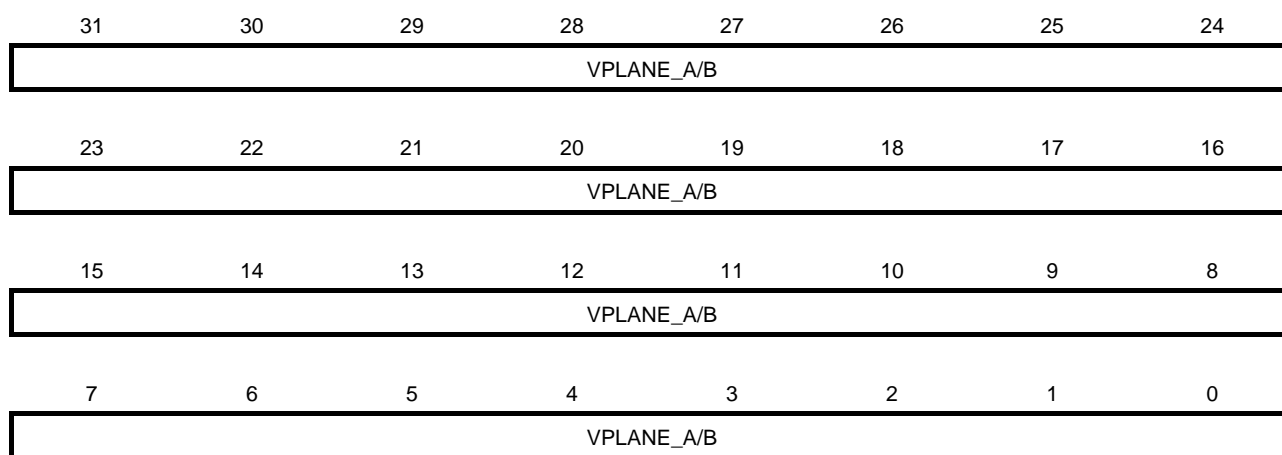 31 30 29 28 27 26 25 24
VPLANE_A/B
23 22 21 20 19 18 17 16
VPLANE_A/B
15 14 13 12 11 10 9 8
VPLANE_A/B
7 6 5 4 3 2 1 0
VPLANE_A/B